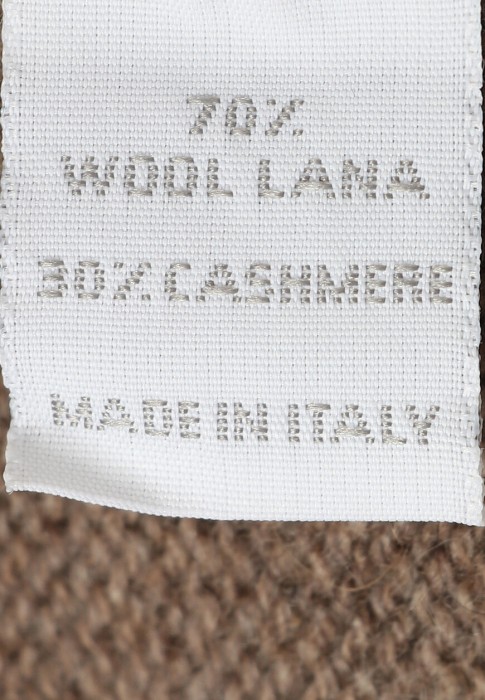 70%
WOOL LANA
30% CASHMERE
MADE IN ITALY